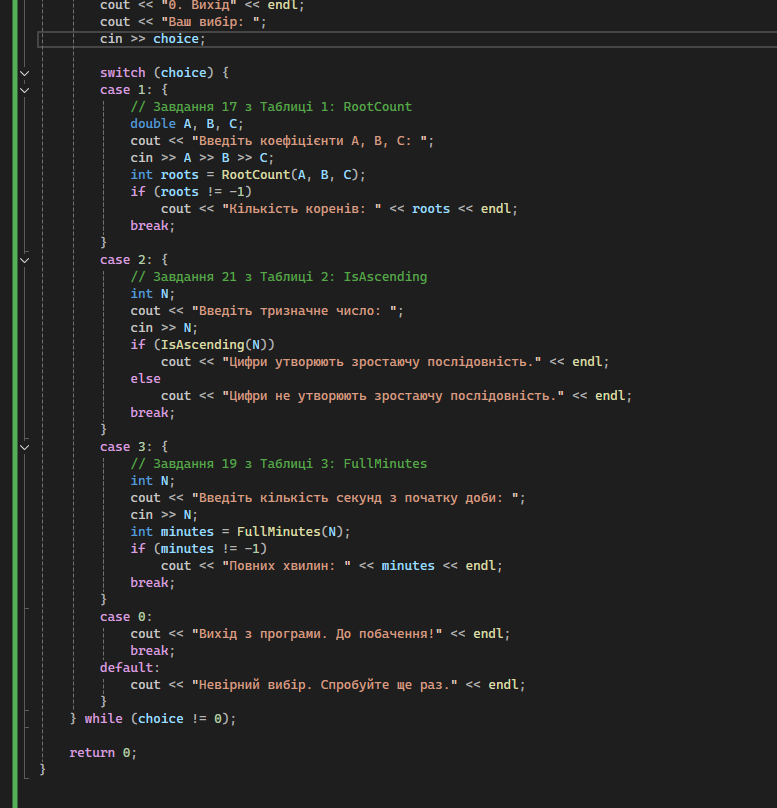 cout << "0. Вихід" << endl;
cout << "Ваш вибір: ";
cin >> choice;
switch (choice) {
case 1: {
// Завдання 17 з Таблиці 1: RootCount
double A, B, C;
cout << "Введіть коефіцієнти A, B, C: ";
cin >> A >> B >> C;
int roots = RootCount(A, B, C);
if (roots != -1)
cout << "Кількість коренів: " << roots << endl;
break;
}
case 2: {
// Завдання 21 з Таблиці 2: IsAscending
int N;
cout << "Введіть тризначне число: ";
cin >> N;
if (IsAscending(N))
cout << "Цифри утворюють зростаючу послідовність." << endl;
else
cout << "Цифри не утворюють зростаючу послідовність." << endl;
break;
}
case 3: {
// Завдання 19 з Таблиці 3: FullMinutes
int N;
cout << "Введіть кількість секунд з початку доби: ";
cin >> N;
int minutes = FullMinutes(N);
if (minutes != -1)
cout << "Повних хвилин: " << minutes << endl;
break;
}
case 0:
cout << "Вихід з програми. До побачення!" << endl;
break;
default:
cout << "Невірний вибір. Спробуйте ще раз." << endl;
}
} while (choice != 0);
return 0;
}